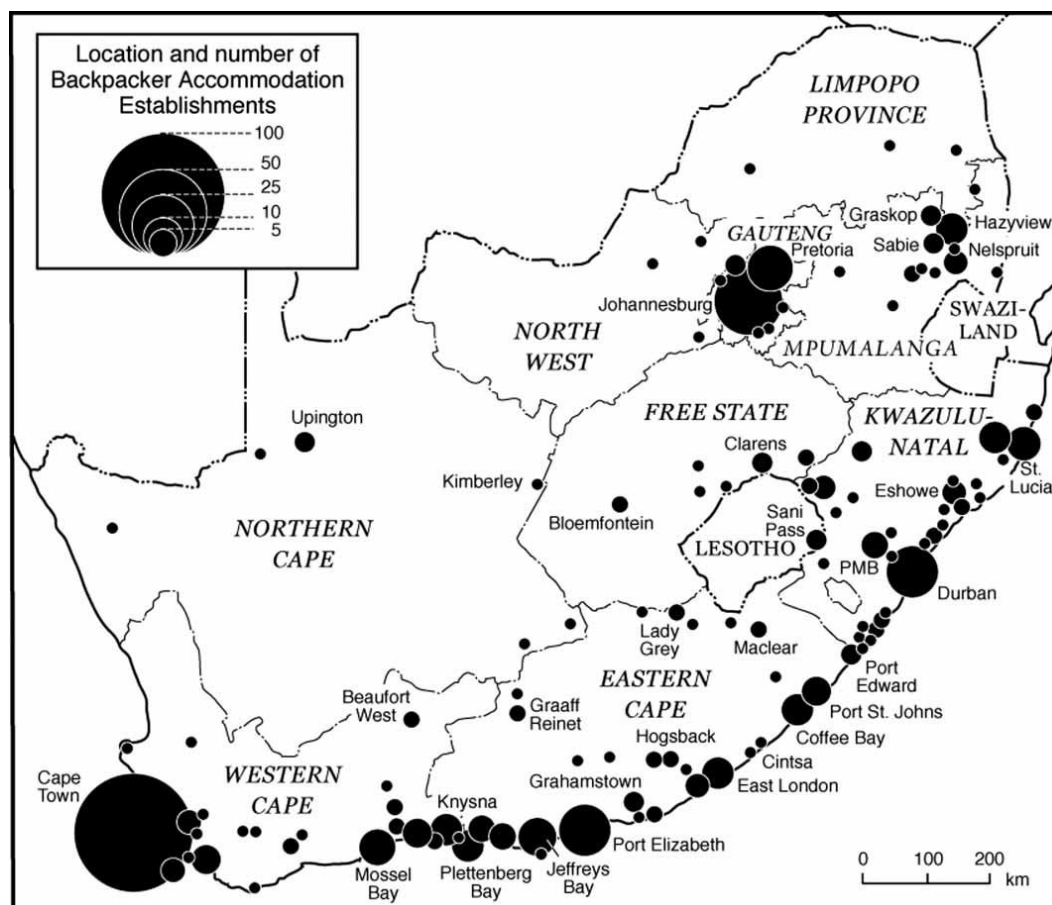 Location and number of
Backpacker Accommodation
Establishments
100
50
25
10
5
LIMPOPO
PROVINCE
Graskop
Hazyview
GAUTENG
Pretoria
Sabie
Nelspruit
Johannesburg
SWAZI-
LAND
NORTH
WEST
MPUMALANGA
FREE STATE
KWAZULU-
NATAL
Upington
Clarens
St.
Lucia
Kimberley
Eshowe
Bloemfontein
Sani
Pass
NORTHERN
CAPE
LESOTHO
PMB
Durban
Lady
Grey
Maclear
Port
Edward
EASTERN
CAPE
Beaufort
West
Graaff
Reinet
Port St. Johns
Coffee Bay
Hogsback
Cintsa
Cape
Town
WESTERN
CAPE
Grahamstown
East London
Knysna
Port Elizabeth
Mossel
Bay
Plettenberg
Bay
Jeffreys
Bay
0 100 200
km